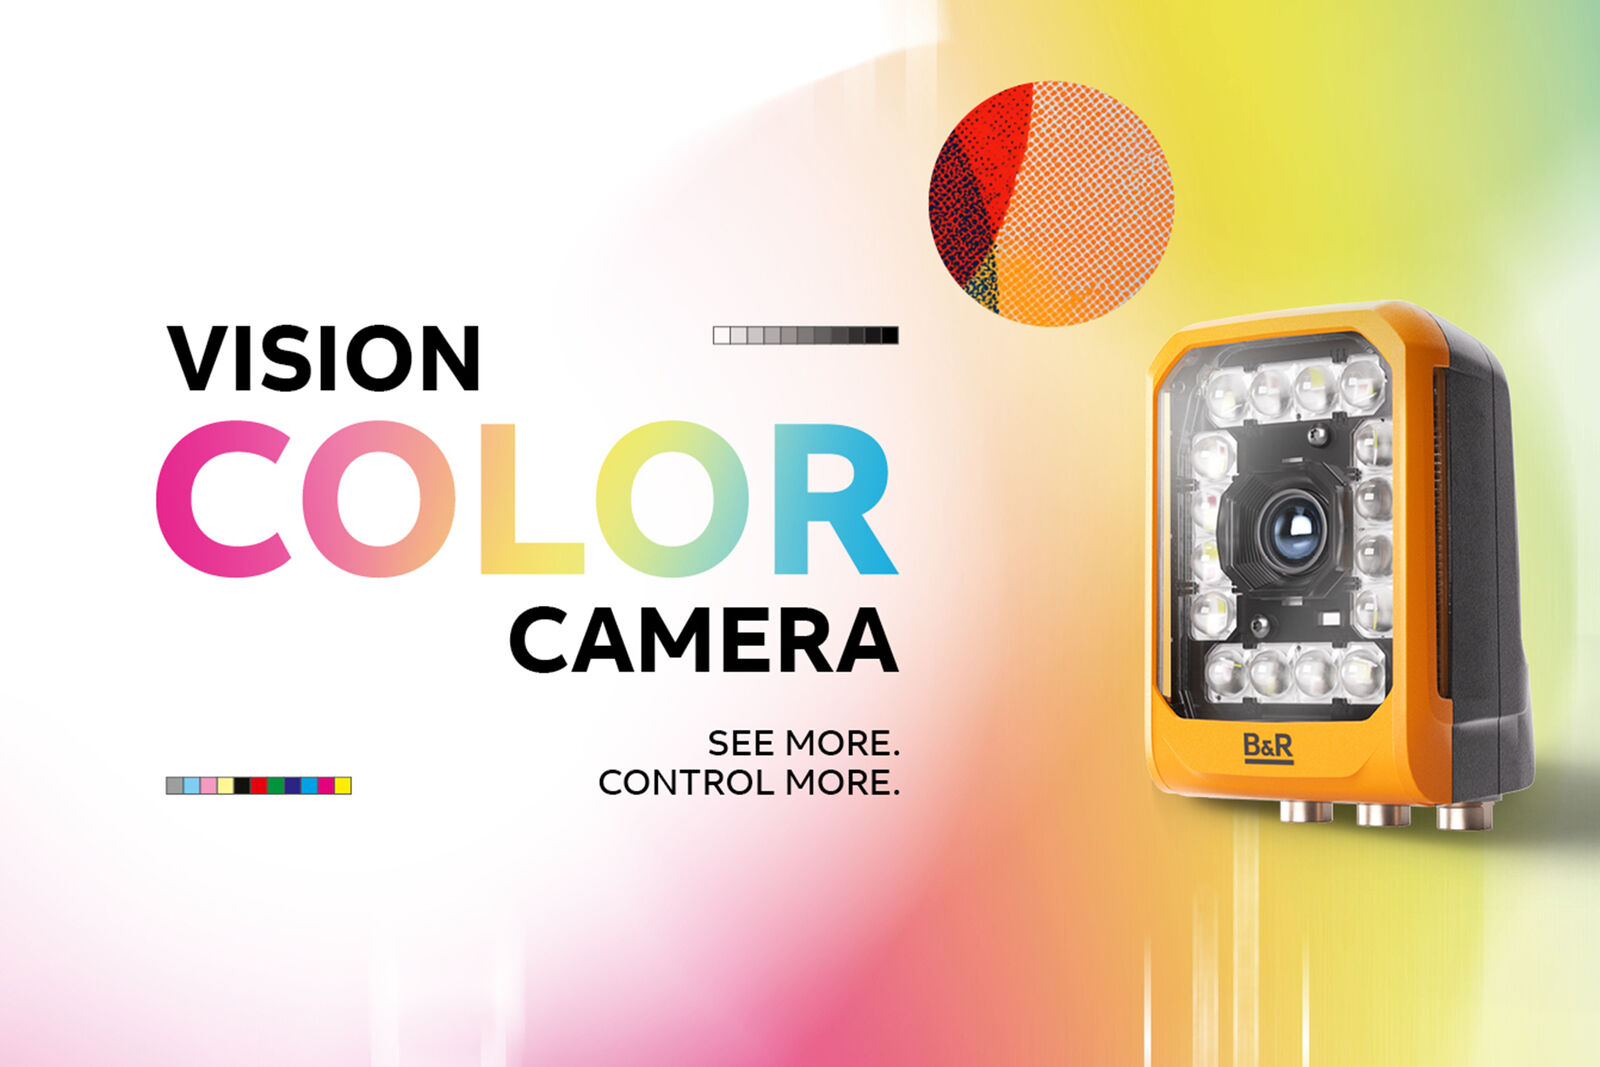 VISION
COLOR
CAMERA
SEE MORE.
CONTROL MORE.
B&R